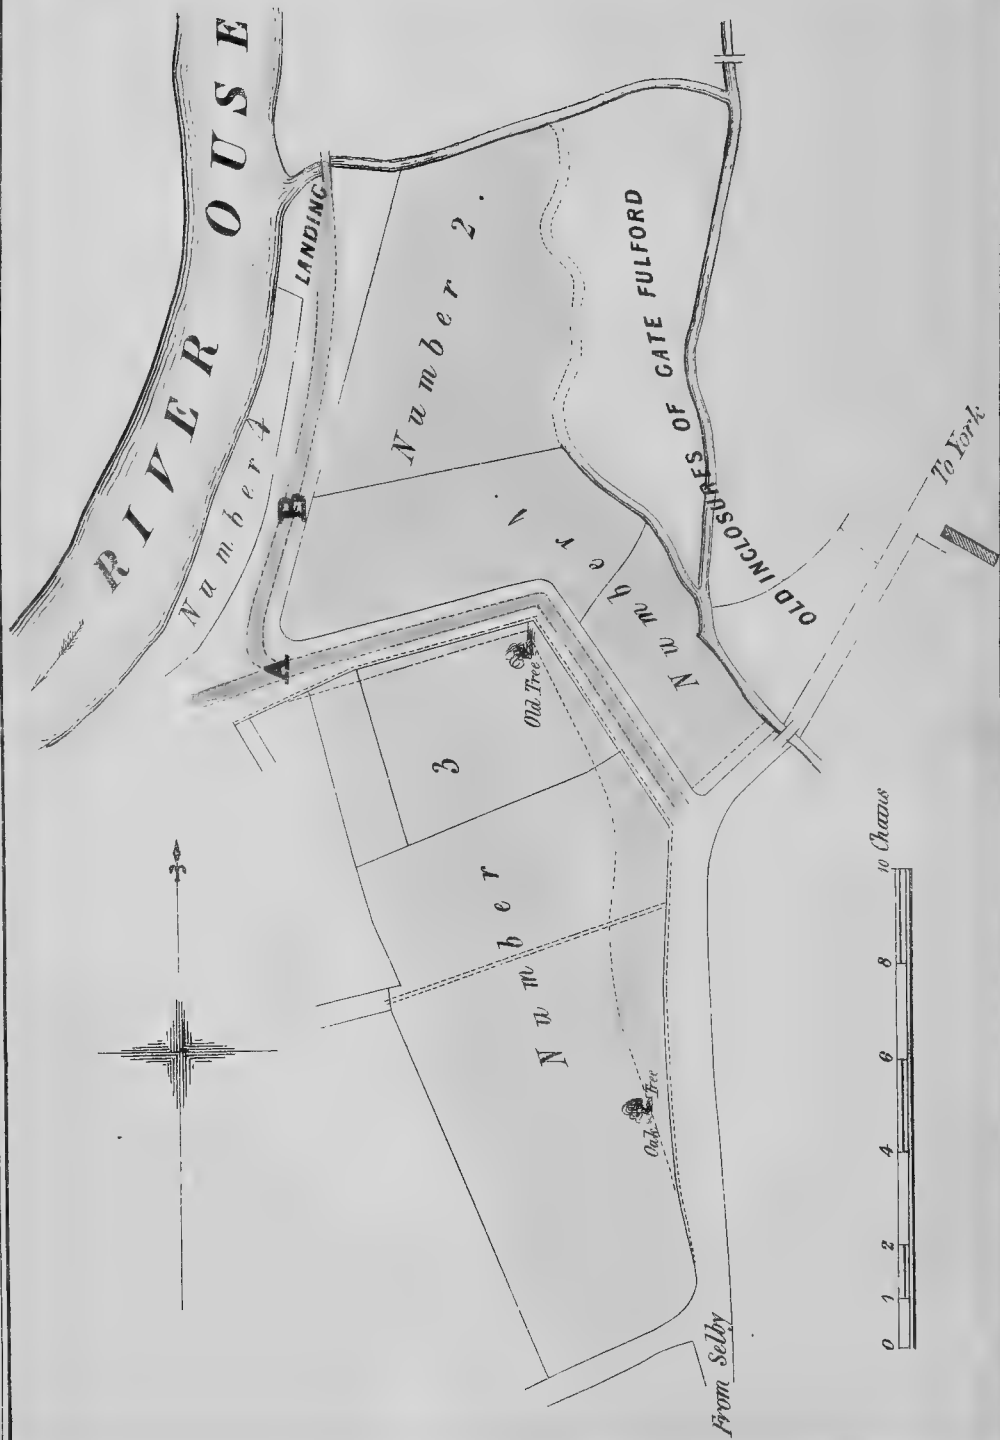 RIVER OUSE
LANDING
Number 4
Number 2.
B
A
Number 1
OLD INCLOSURES OF GATE FULFORD
To York
Old Tree
Number 3
Oak Tree
From Selby
0 1 2 4 6 8 10 Chains